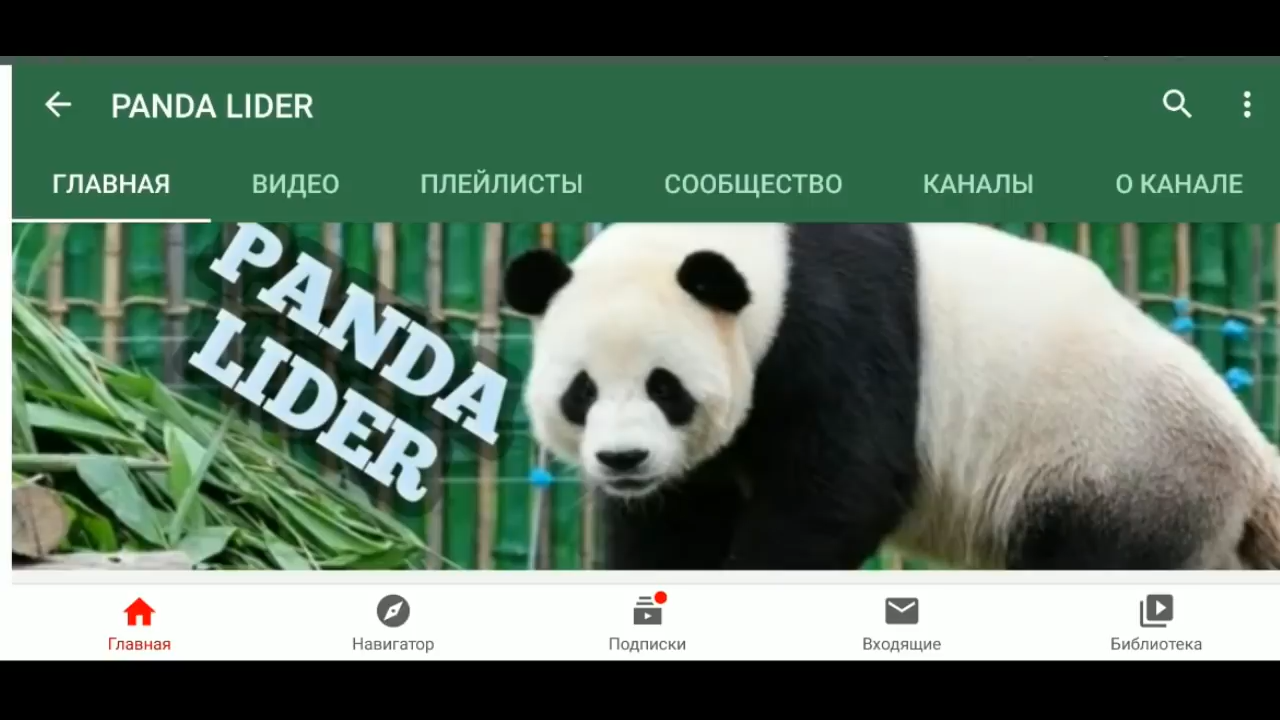 PANDA LIDER
ГЛАВНАЯ ВИДЕО ПЛЕЙЛИСТЫ СООБЩЕСТВО КАНАЛЫ О КАНАЛЕ
PANDA
LIDER
Главная Навигатор Подписки Входящие Библиотека